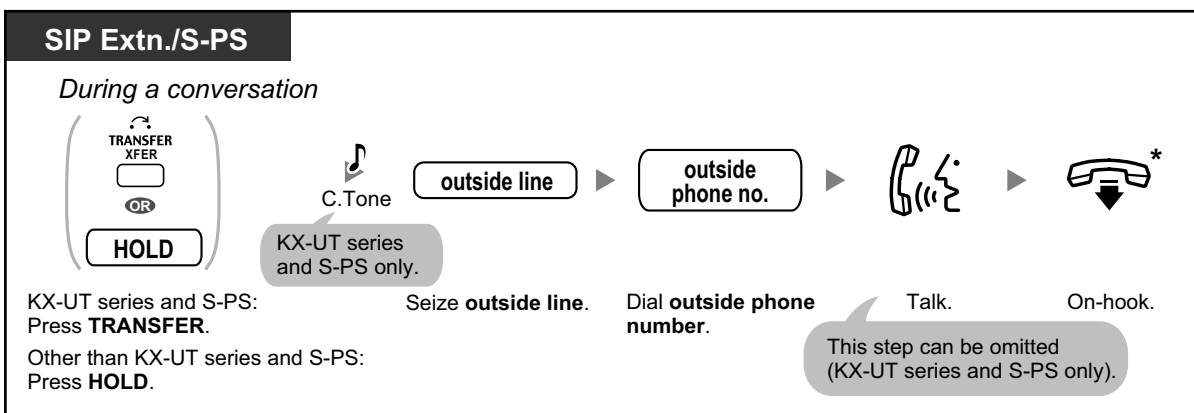 SIP Extn./S-PS
During a conversation
TRANSFER
XFER
OR
HOLD
C.Tone
KX-UT series
and S-PS only.
outside line
outside
phone no.
*
KX-UT series and S-PS:
Press TRANSFER.
Other than KX-UT series and S-PS:
Press HOLD.
Seize outside line.
Dial outside phone
number.
Talk.
This step can be omitted
(KX-UT series and S-PS only).
On-hook.